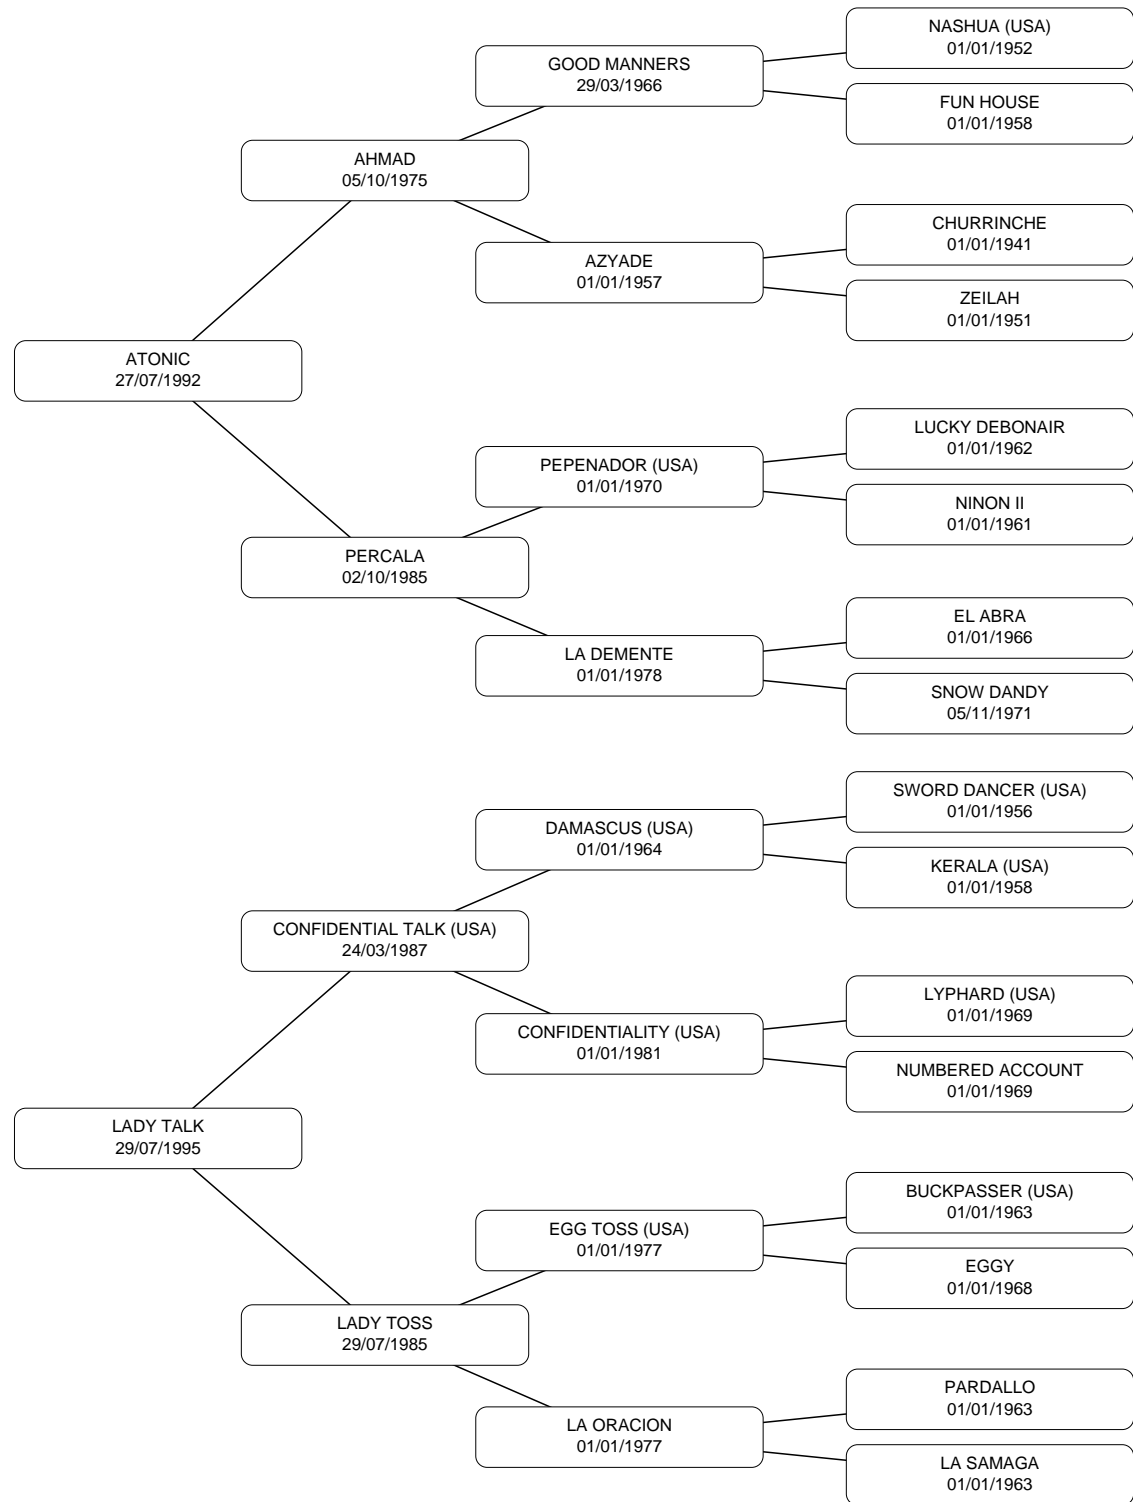 NASHUA (USA)
01/01/1952
GOOD MANNERS
29/03/1966
FUN HOUSE
01/01/1958
AHMAD
05/10/1975
CHURRINCHE
01/01/1941
AZYADE
01/01/1957
ZEILAH
01/01/1951
ATONIC
27/07/1992
LUCKY DEBONAIR
01/01/1962
PEPENADOR (USA)
01/01/1970
NINON II
01/01/1961
PERCALA
02/10/1985
EL ABRA
01/01/1966
LA DEMENTE
01/01/1978
SNOW DANDY
05/11/1971
SWORD DANCER (USA)
01/01/1956
DAMASCUS (USA)
01/01/1964
KERALA (USA)
01/01/1958
CONFIDENTIAL TALK (USA)
24/03/1987
LYPHARD (USA)
01/01/1969
CONFIDENTIALITY (USA)
01/01/1981
NUMBERED ACCOUNT
01/01/1969
LADY TALK
29/07/1995
BUCKPASSER (USA)
01/01/1963
EGG TOSS (USA)
01/01/1977
EGGY
01/01/1968
LADY TOSS
29/07/1985
PARDALLO
01/01/1963
LA ORACION
01/01/1977
LA SAMAGA
01/01/1963